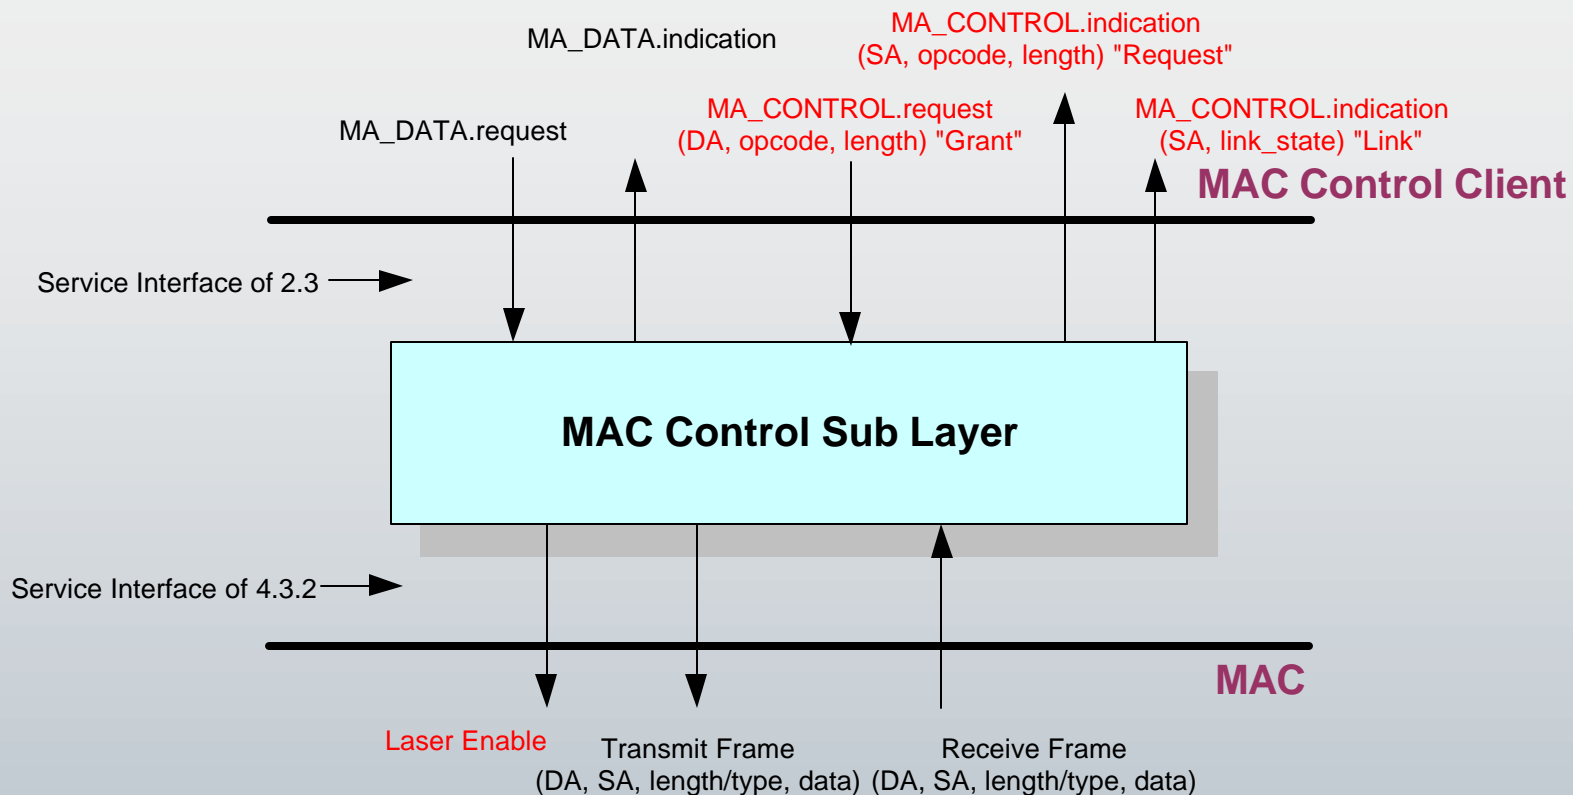 MA_DATA.indication
MA_CONTROL.indication
(SA, opcode, length) "Request"
MA_DATA.request
MA_CONTROL.request
(DA, opcode, length) "Grant"
MA_CONTROL.indication
(SA, link_state) "Link"
MAC Control Client
Service Interface of 2.3
MAC Control Sub Layer
Service Interface of 4.3.2
MAC
Laser Enable
Transmit Frame
(DA, SA, length/type, data)
Receive Frame
(DA, SA, length/type, data)